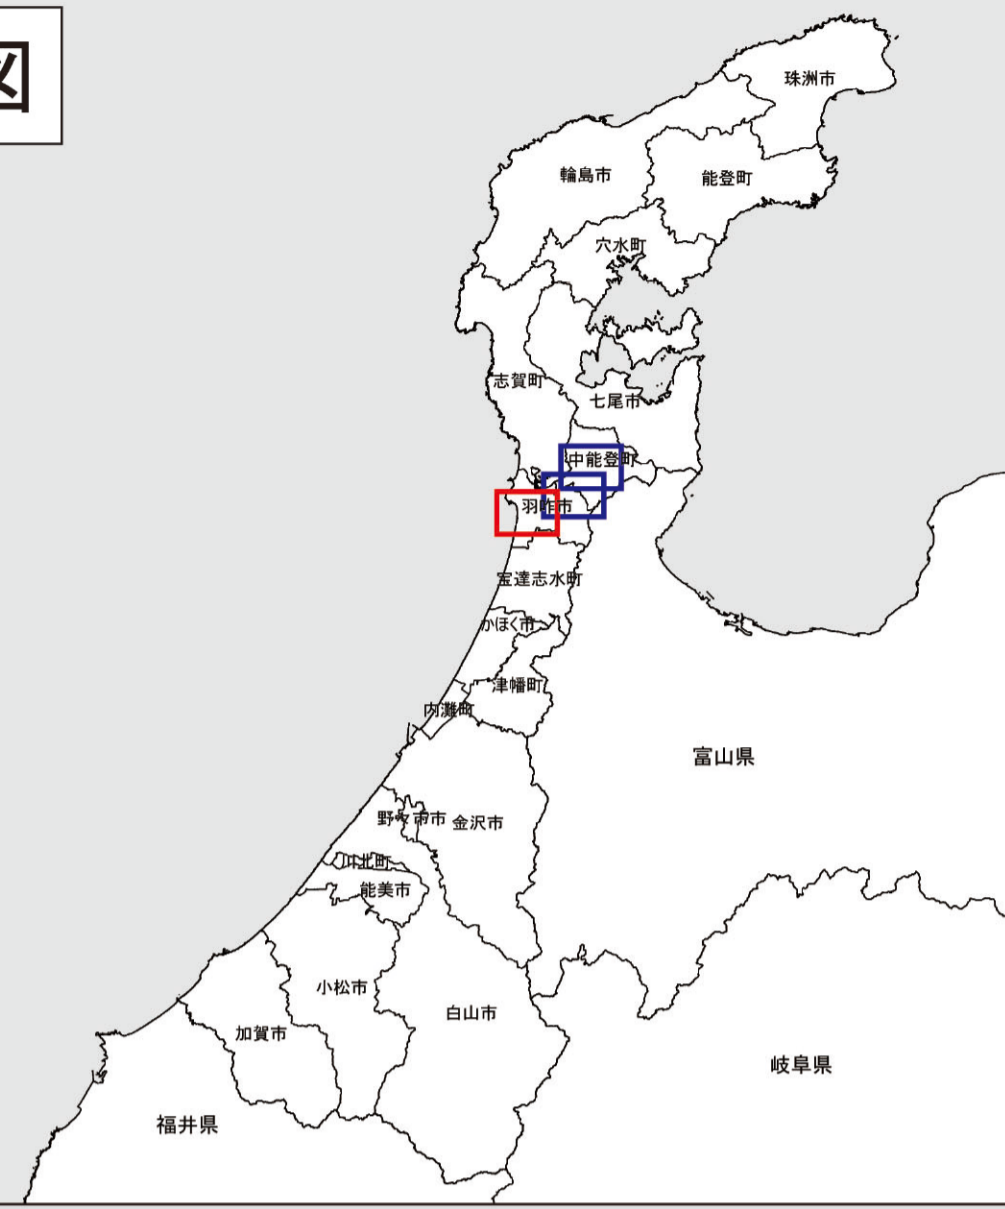 図
珠洲市
輪島市
能登町
穴水町
志賀町
七尾市
中能登町
羽咋市
宝達志水町
かほく市
津幡町
内灘町
富山県
野々市市
金沢市
川北町
能美市
小松市
白山市
加賀市
岐阜県
福井県